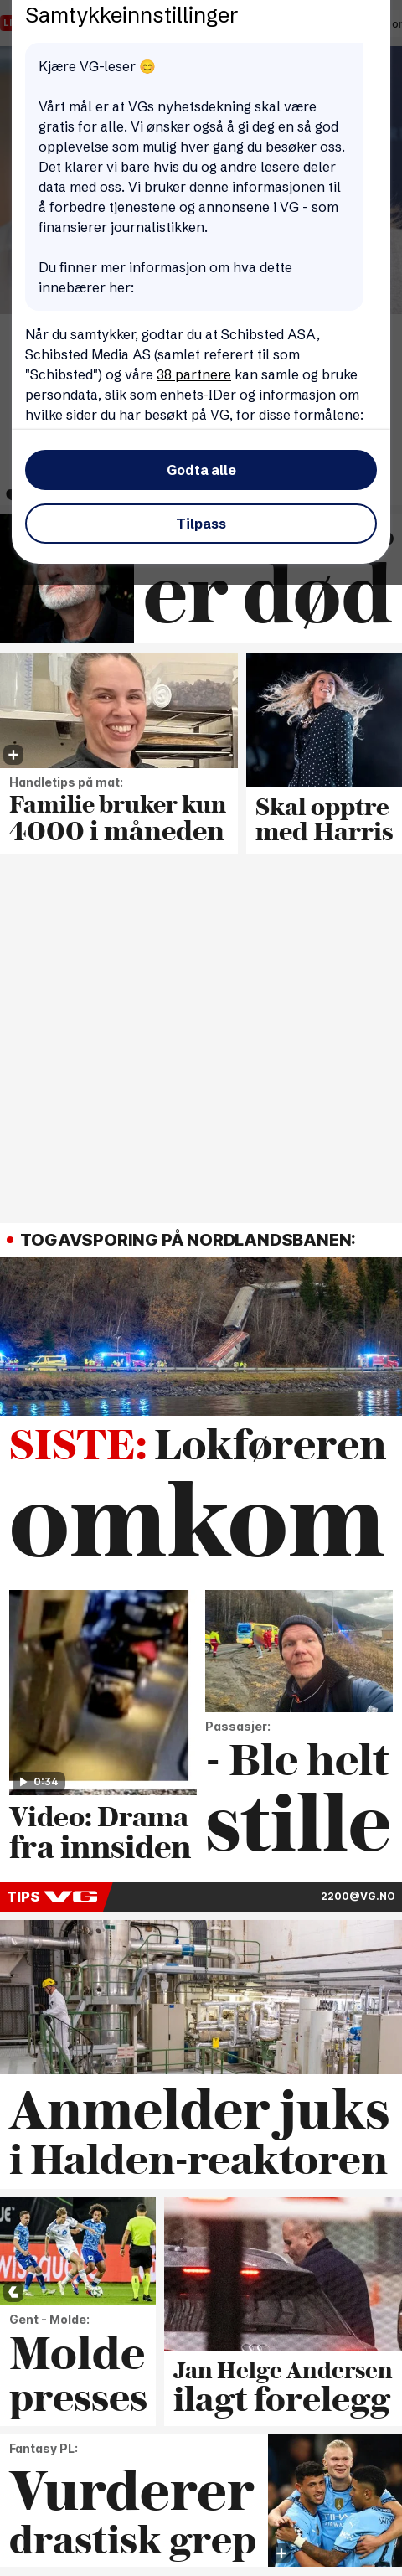 Samtykkeinnstillinger
Kjære VG-leser 😊
Vårt mål er at VGs nyhetsdekning skal være
gratis for alle. Vi ønsker også å gi deg en så god
opplevelse som mulig hver gang du besøker oss.
Det klarer vi bare hvis du og andre lesere deler
data med oss. Vi bruker denne informasjonen til
å forbedre tjenestene og annonsene i VG - som
finansierer journalistikken.
Du finner mer informasjon om hva dette
innebærer her:
Når du samtykker, godtar du at Schibsted ASA,
Schibsted Media AS (samlet referert til som
"Schibsted") og våre 38 partnere kan samle og bruke
persondata, slik som enhets-IDer og informasjon om
hvilke sider du har besøkt på VG, for disse formålene:
Godta alle
Tilpass
er død
Handletips på mat:
Familie bruker kun
4000 i måneden
Skal opptre
med Harris
TOGAVSPORING PÅ NORDLANDSBANEN:
SISTE: Lokføreren
omkom
0:34
Video: Drama
fra innsiden
Passasjer:
- Ble helt
stille
TIPS VG
2200@VG.NO
Anmelder juks
i Halden-reaktoren
Gent - Molde:
Molde
presses
Jan Helge Andersen
ilagt forelegg
Fantasy PL:
Vurderer
drastisk grep